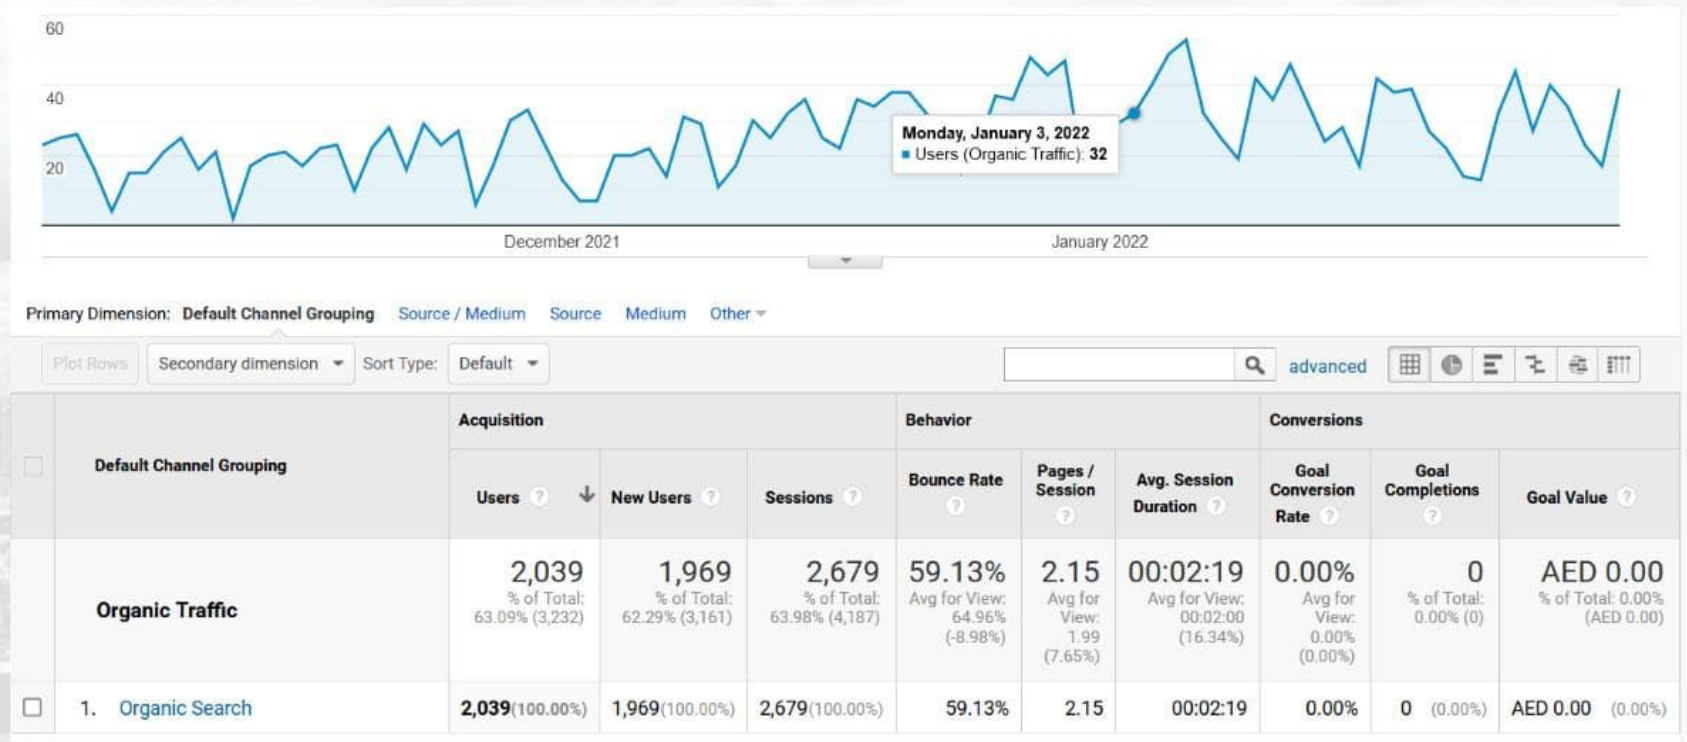 60
40
20
Monday, January 3, 2022
Users (Organic Traffic): 32
December 2021
January 2022
Primary Dimension: Default Channel Grouping Source / Medium Source Medium Other
Plot Rows Secondary dimension Sort Type: Default advanced
Default Channel Grouping
Acquisition
Behavior
Conversions
Users ?
New Users ?
Sessions ?
Bounce Rate
?
Pages /
Session
?
Avg. Session
Duration ?
Goal
Conversion
Rate ?
Goal
Completions
?
Goal Value ?
Organic Traffic
2,039
% of Total:
63.09% (3,232)
1,969
% of Total:
62.29% (3,161)
2,679
% of Total:
63.98% (4,187)
59.13%
Avg for View:
64.96%
(-8.98%)
2.15
Avg for
View:
1.99
(7.65%)
00:02:19
Avg for View:
00:02:00
(16.34%)
0.00%
Avg for
View:
0.00%
(0.00%)
0
% of Total:
0.00% (0)
AED 0.00
% of Total: 0.00%
(AED 0.00)
1. Organic Search 2,039(100.00%) 1,969(100.00%) 2,679(100.00%) 59.13% 2.15 00:02:19 0.00% 0 (0.00%) AED 0.00 (0.00%)